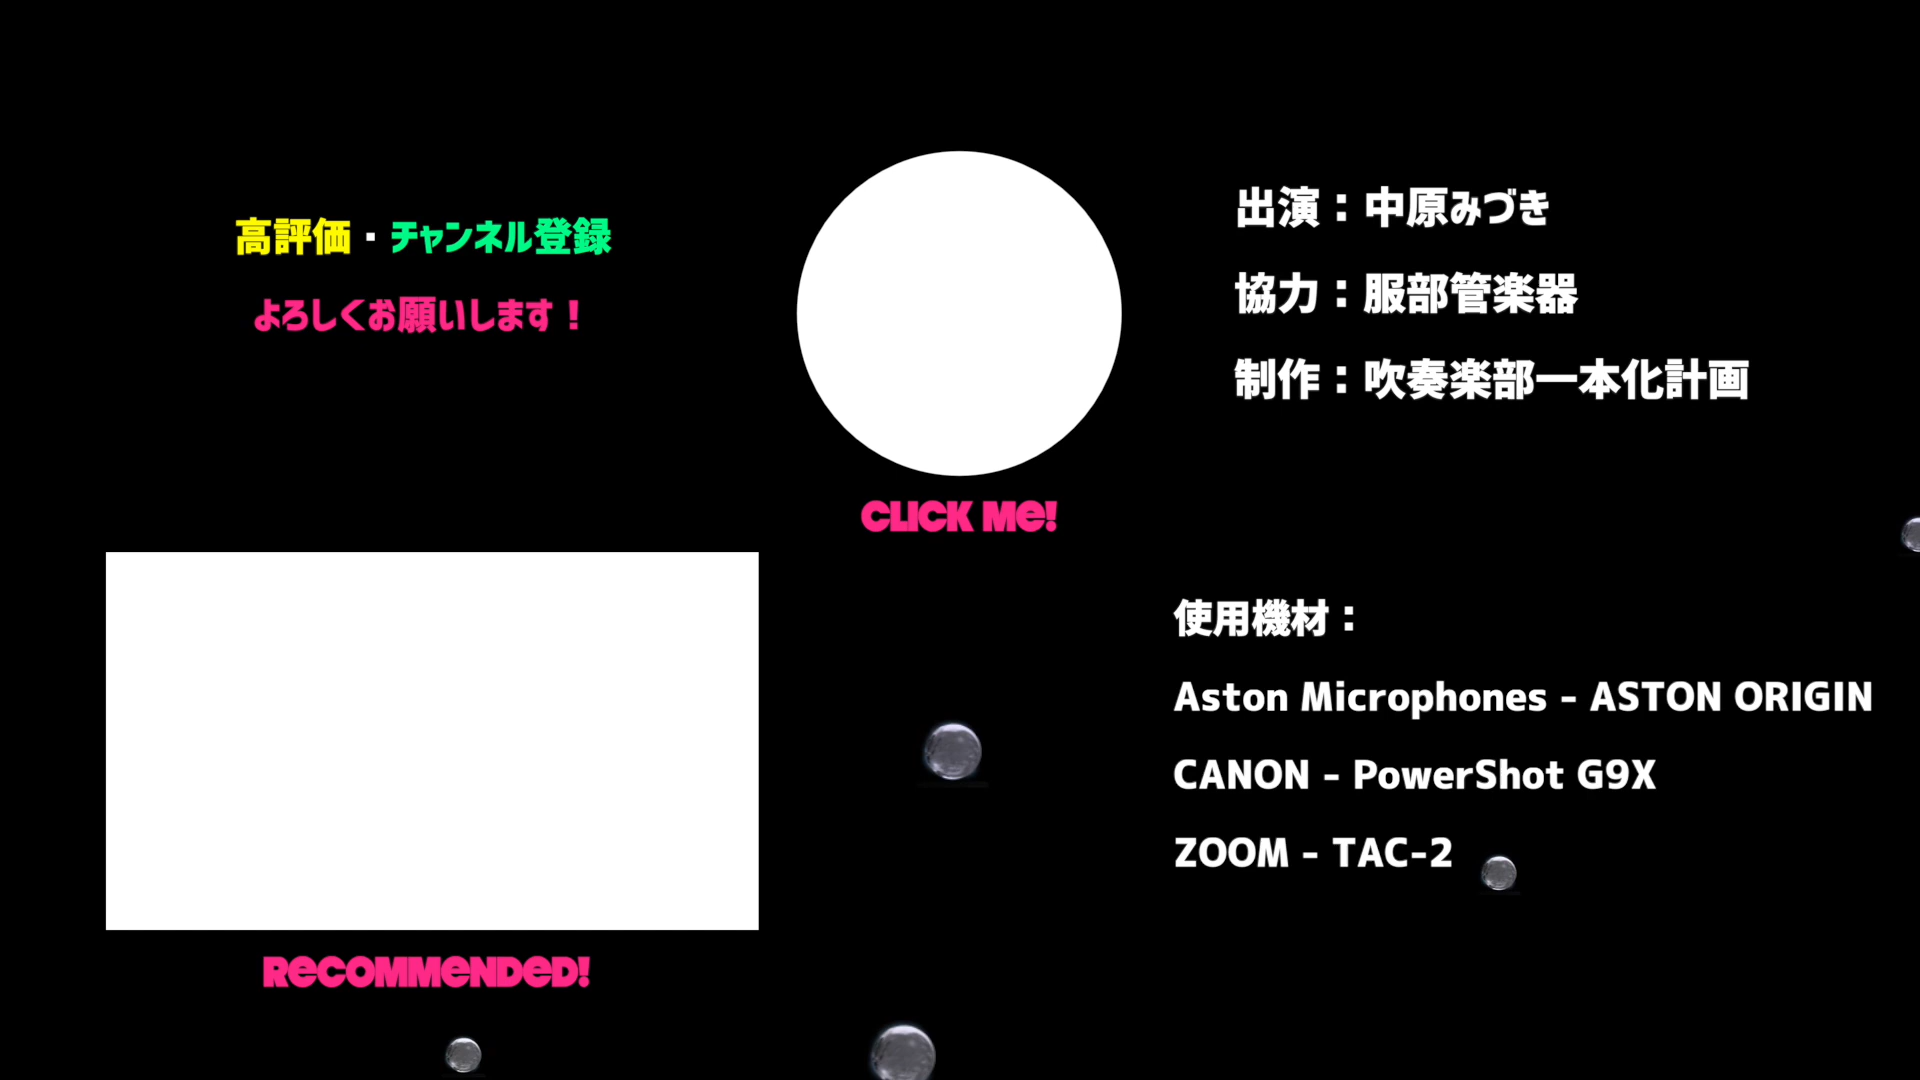 高評価・チャンネル登録
よろしくお願いします！
CLICK Me!
ReCOMMeNDeD!
出演：中原みづき
協力：服部管楽器
制作：吹奏楽部一本化計画
使用機材：
Aston Microphones - ASTON ORIGIN
CANON - PowerShot G9X
ZOOM - TAC-2